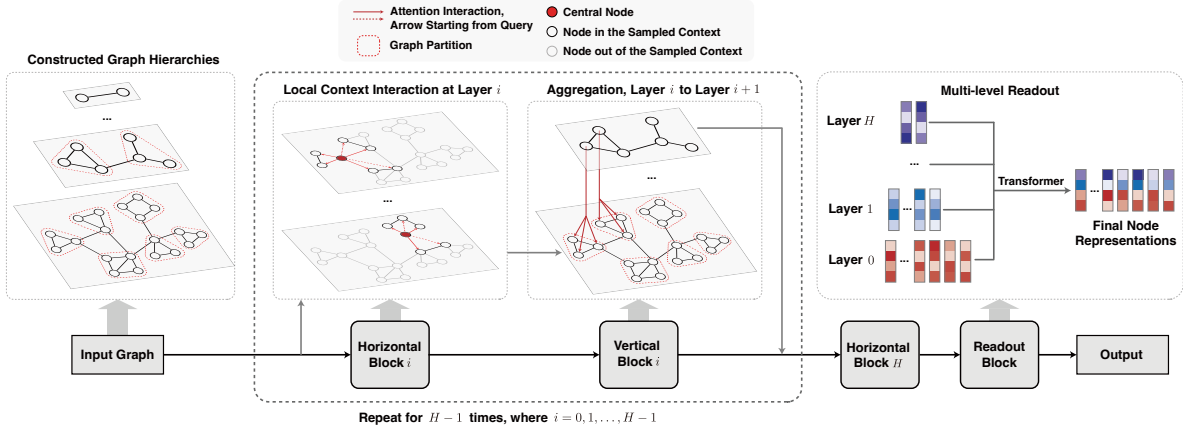 Attention Interaction,
Arrow Starting from Query
Graph Partition
Central Node
Node in the Sampled Context
Node out of the Sampled Context
Constructed Graph Hierarchies
...
Local Context Interaction at Layer i
...
Aggregation, Layer i to Layer i + 1
...
Multi-level Readout
Layer H
...
Layer 1
...
Layer 0
...
Transformer
...
Final Node
Representations
Input Graph
Horizontal
Block i
Vertical
Block i
Horizontal
Block H
Readout
Block
Output
Repeat for H − 1 times, where i = 0, 1, . . . , H − 1